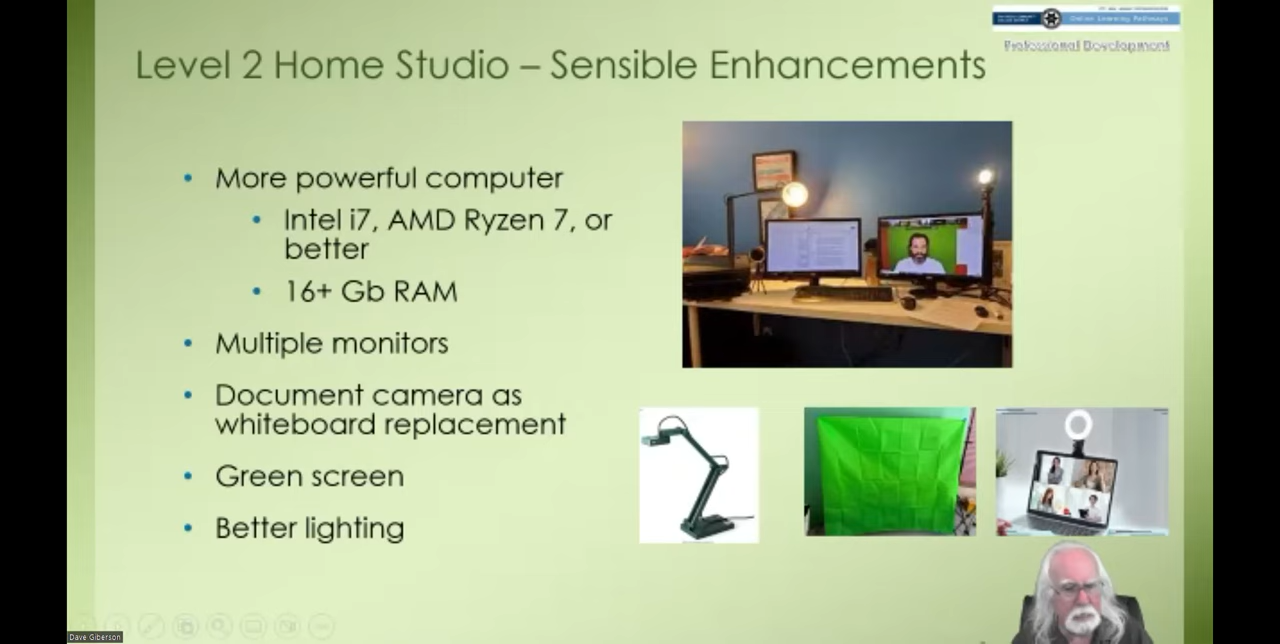 Level 2 Home Studio – Sensible Enhancements
Online Learning Pathways
Professional Development
• More powerful computer
• Intel i7, AMD Ryzen 7, or
better
• 16+ Gb RAM
• Multiple monitors
• Document camera as
whiteboard replacement
• Green screen
• Better lighting
Dave Giberson